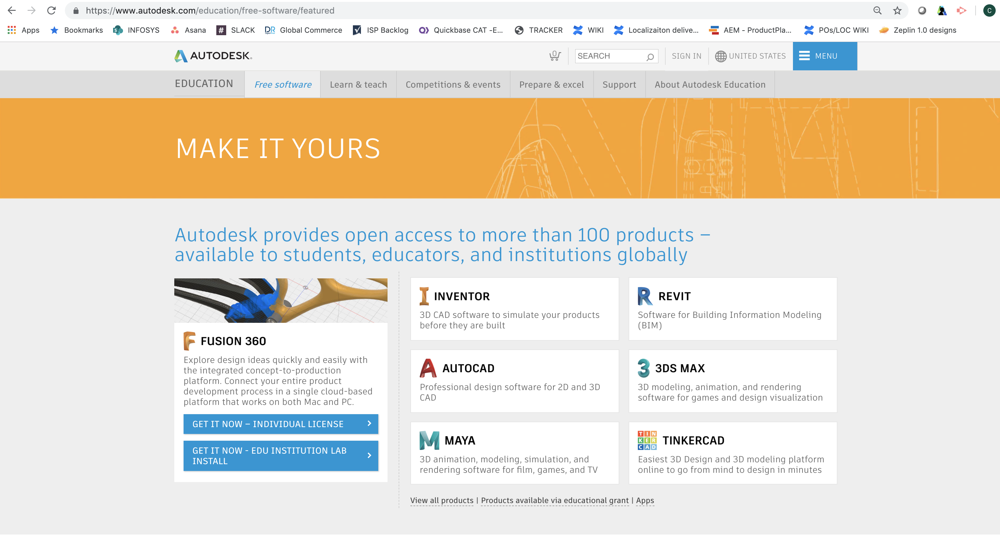 https://www.autodesk.com/education/free-software/featured
C
Apps
Bookmarks
INFOSYS
Asana
SLACK
Global Commerce
ISP Backlog
Quickbase CAT -E...
TRACKER
WIKI
Localizaiton delive...
AEM - ProductPla...
POs/LOC WIKI
Zeplin 1.0 designs
AUTODESK
0
SEARCH
SIGN IN
UNITED STATES
MENU
EDUCATION
Free software
Learn & teach
Competitions & events
Prepare & excel
Support
About Autodesk Education
MAKE IT YOURS
Autodesk provides open access to more than 100 products –
available to students, educators, and institutions globally
FUSION 360
Explore design ideas quickly and easily with
the integrated concept-to-production
platform. Connect your entire product
development process in a single cloud-based
platform that works on both Mac and PC.
GET IT NOW – INDIVIDUAL LICENSE
GET IT NOW - EDU INSTITUTION LAB
INSTALL
INVENTOR
3D CAD software to simulate your products
before they are built
REVIT
Software for Building Information Modeling
(BIM)
AUTOCAD
Professional design software for 2D and 3D
CAD
3DS MAX
3D modeling, animation, and rendering
software for games and design visualization
MAYA
3D animation, modeling, simulation, and
rendering software for film, games, and TV
TIN
KER
CAD
TINKERCAD
Easiest 3D Design and 3D modeling platform
online to go from mind to design in minutes
View all products | Products available via educational grant | Apps